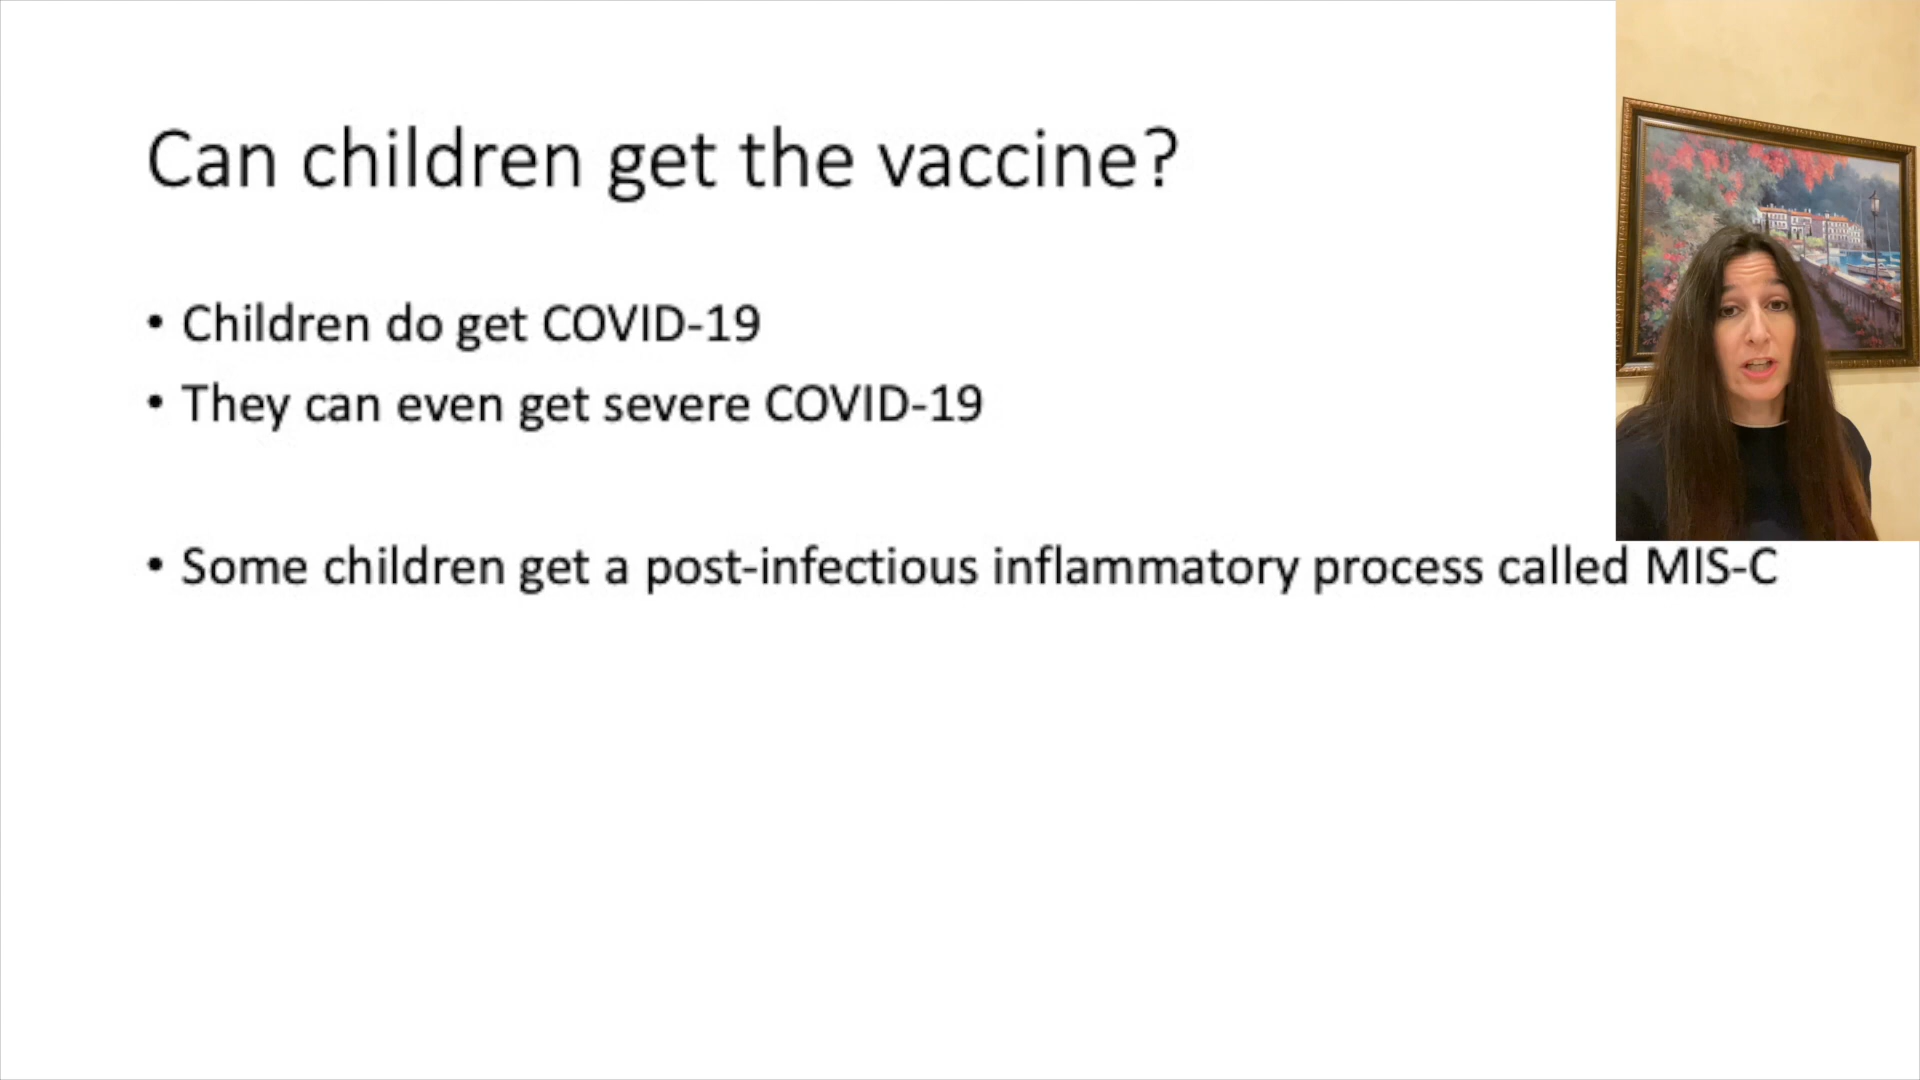 Can children get the vaccine?
• Children do get COVID-19
• They can even get severe COVID-19
• Some children get a post-infectious inflammatory process called MIS-C